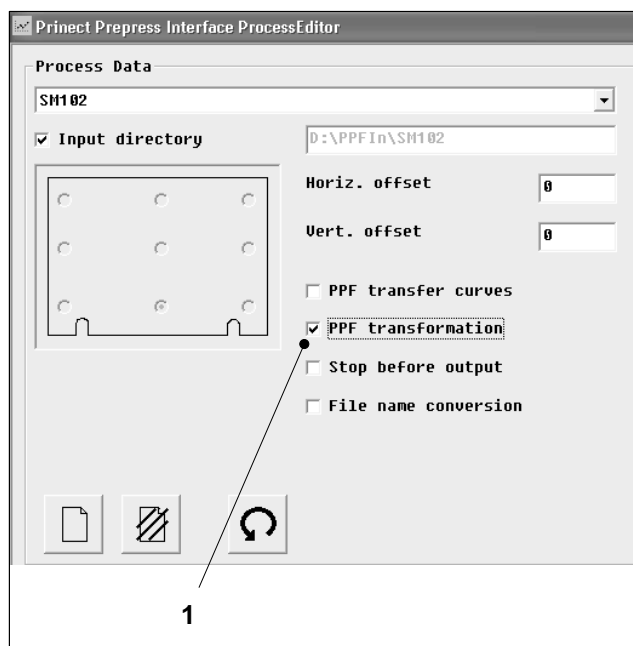 Prinect Prepress Interface ProcessEditor
Process Data
SM102
Input directory
D:\PPFIn\SM102
Horiz. offset
0
Vert. offset
0
PPF transfer curves
PPF transformation
Stop before output
File name conversion
1